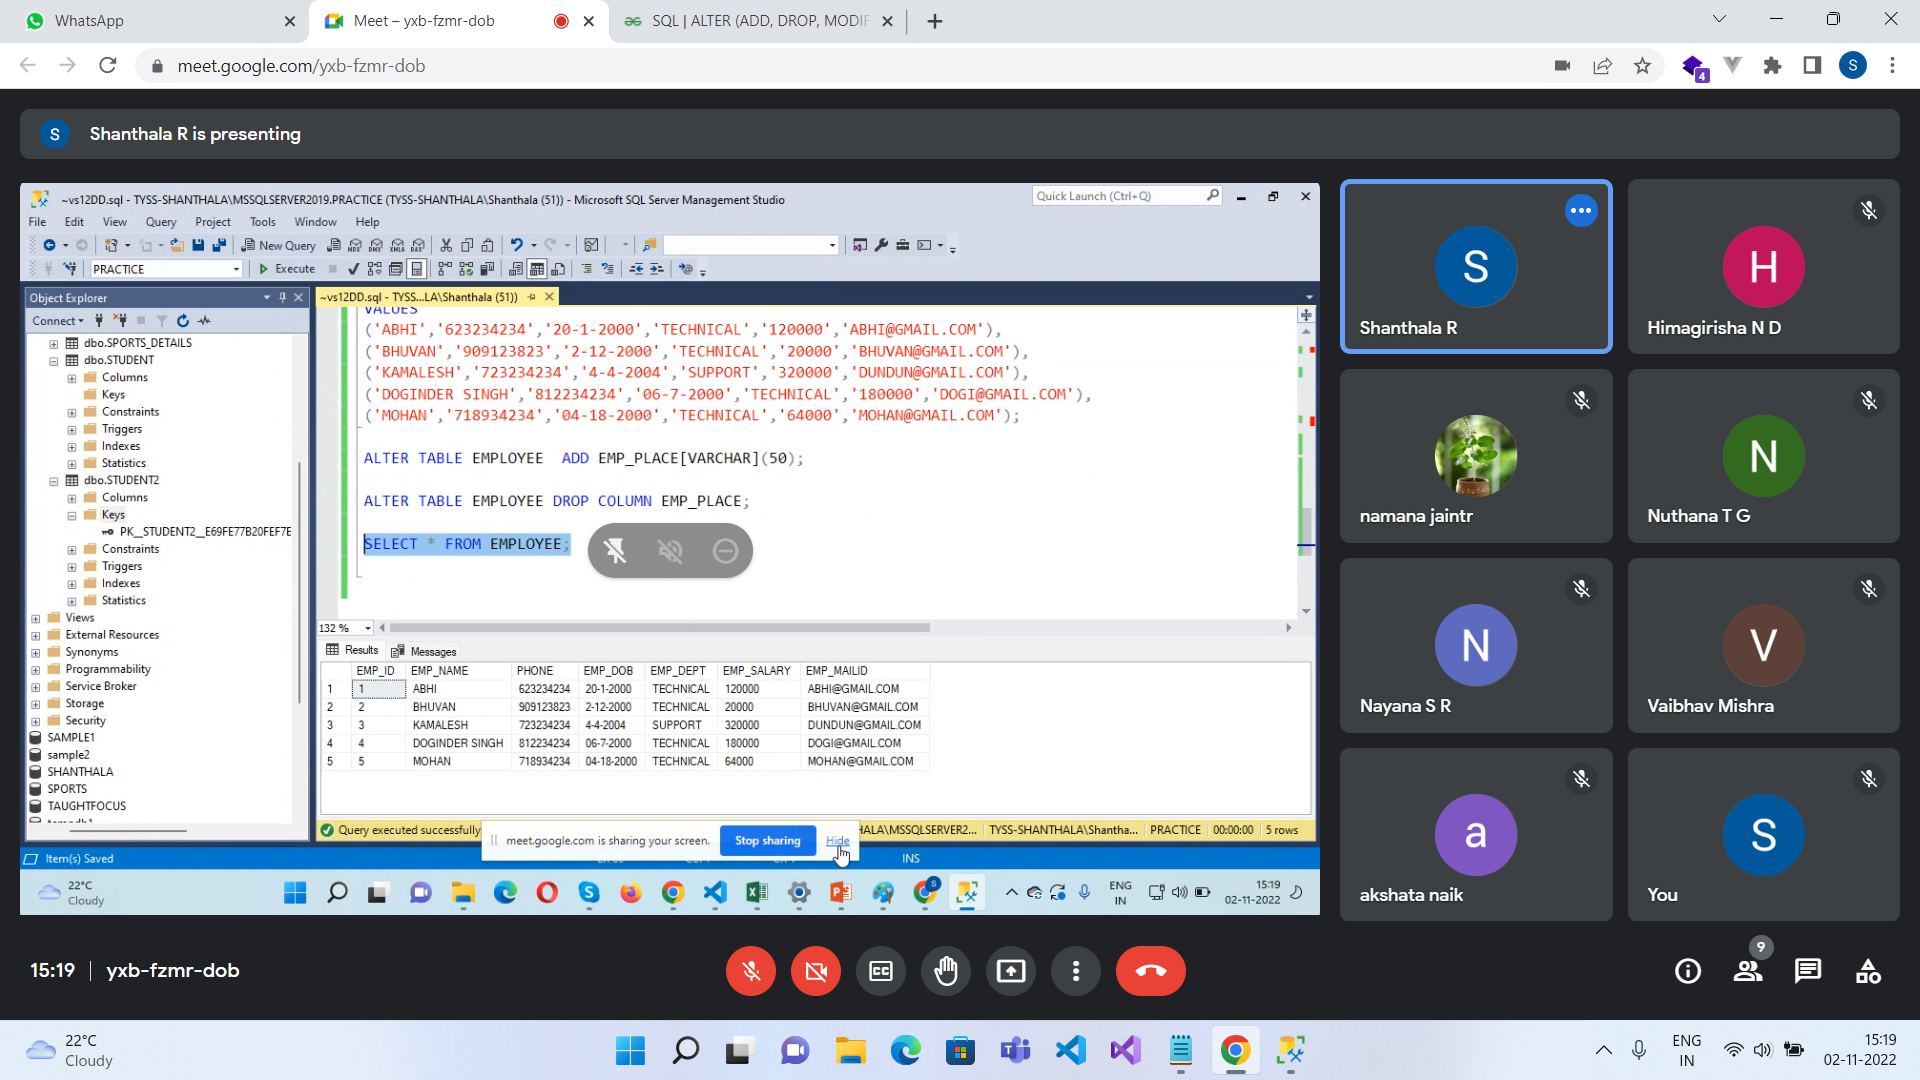 WhatsApp
Meet – yxb-fzmr-dob
SQL | ALTER (ADD, DROP, MODIF
meet.google.com/yxb-fzmr-dob
4
S
S
Shanthala R is presenting
~vs12DD.sql - TYSS-SHANTHALA\MSSQLSERVER2019.PRACTICE (TYSS-SHANTHALA\Shanthala (51)) - Microsoft SQL Server Management Studio
Quick Launch (Ctrl+Q)
File Edit View Query Project Tools Window Help
New Query
PRACTICE
Execute
Object Explorer
~vs12DD.sql - TYSS...LA\Shanthala (51))
Connect
dbo.SPORTS_DETAILS
dbo.STUDENT
Columns
Keys
Constraints
Triggers
Indexes
Statistics
dbo.STUDENT2
Columns
Keys
PK__STUDENT2__E69FE77B20FEF7E
Constraints
Triggers
Indexes
Statistics
Views
External Resources
Synonyms
Programmability
Service Broker
Storage
Security
SAMPLE1
sample2
SHANTHALA
SPORTS
TAUGHTFOCUS
VALUES
('ABHI','623234234','20-1-2000','TECHNICAL','120000','ABHI@GMAIL.COM'),
('BHUVAN','909123823','2-12-2000','TECHNICAL','20000','BHUVAN@GMAIL.COM'),
('KAMALESH','723234234','4-4-2004','SUPPORT','320000','DUNDUN@GMAIL.COM'),
('DOGINDER SINGH','812234234','06-7-2000','TECHNICAL','180000','DOGI@GMAIL.COM'),
('MOHAN','718934234','04-18-2000','TECHNICAL','64000','MOHAN@GMAIL.COM');
ALTER TABLE EMPLOYEE ADD EMP_PLACE[VARCHAR](50);
ALTER TABLE EMPLOYEE DROP COLUMN EMP_PLACE;
SELECT * FROM EMPLOYEE;
132 %
Results Messages
EMP_ID EMP_NAME PHONE EMP_DOB EMP_DEPT EMP_SALARY EMP_MAILID
1 1 ABHI 623234234 20-1-2000 TECHNICAL 120000 ABHI@GMAIL.COM
2 2 BHUVAN 909123823 2-12-2000 TECHNICAL 20000 BHUVAN@GMAIL.COM
3 3 KAMALESH 723234234 4-4-2004 SUPPORT 320000 DUNDUN@GMAIL.COM
4 4 DOGINDER SINGH 812234234 06-7-2000 TECHNICAL 180000 DOGI@GMAIL.COM
5 5 MOHAN 718934234 04-18-2000 TECHNICAL 64000 MOHAN@GMAIL.COM
Query executed successfully
HALA\MSSQLSERVER2... TYSS-SHANTHALA\Shantha... PRACTICE 00:00:00 5 rows
meet.google.com is sharing your screen. Stop sharing Hide
Item(s) Saved
INS
22°C
Cloudy
ENG
IN
15:19
02-11-2022
S
Shanthala R
H
Himagirisha N D
namana jaintr
N
Nuthana T G
N
Nayana S R
V
Vaibhav Mishra
a
akshata naik
S
You
15:19 | yxb-fzmr-dob
9
22°C
Cloudy
ENG
IN
15:19
02-11-2022